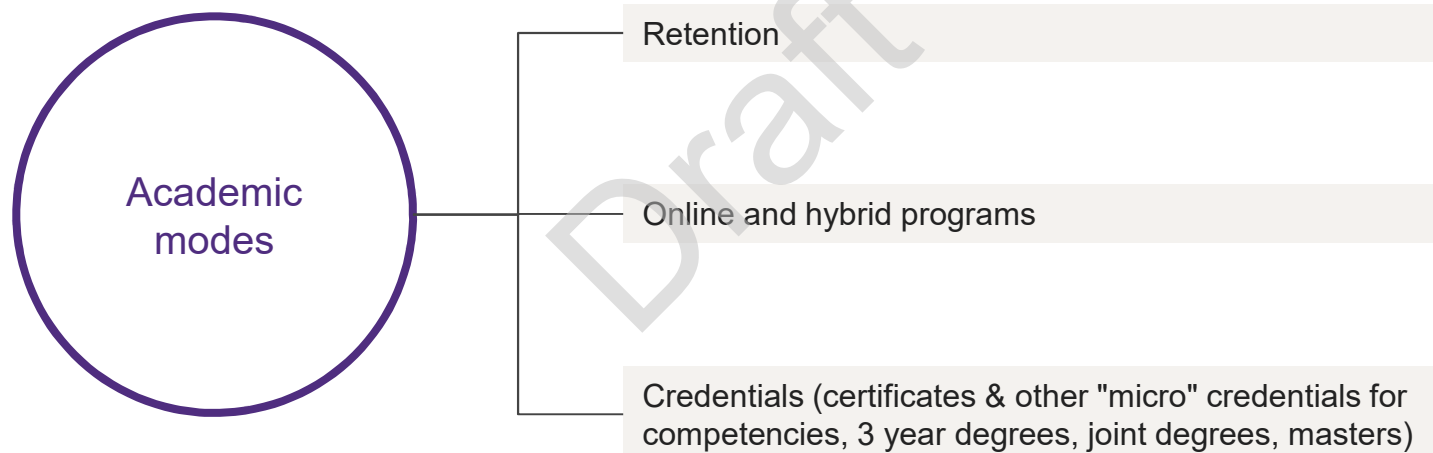 Retention
Academic
modes
Online and hybrid programs
Credentials (certificates & other "micro" credentials for
competencies, 3 year degrees, joint degrees, masters)
Draft